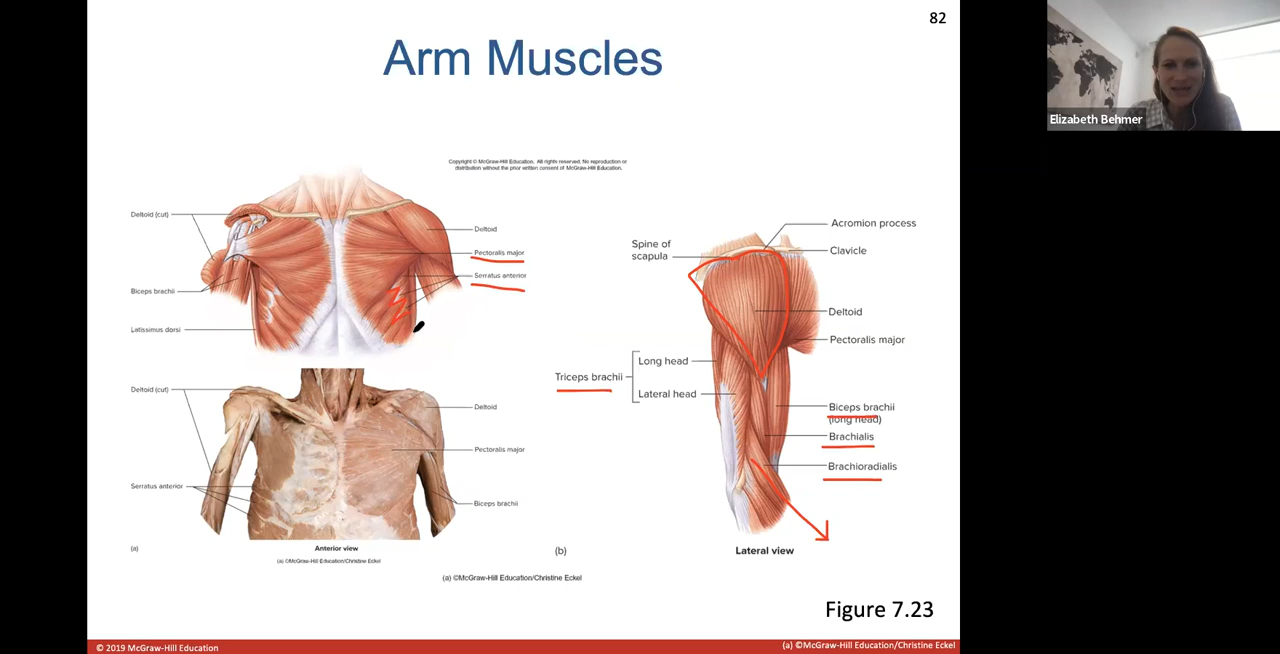 82
Arm Muscles
Elizabeth Behmer
Copyright © McGraw-Hill Education. All rights reserved. No reproduction or
distribution without the prior written consent of McGraw-Hill Education.
Deltoid (cut)
Biceps brachii
Latissimus dorsi
Deltoid
Pectoralis major
Serratus anterior
Deltoid (cut)
Serratus anterior
Deltoid
Pectoralis major
Biceps brachii
(a)
Anterior view
(a) ©McGraw-Hill Education/Christine Eckel
Spine of
scapula
Triceps brachii
Long head
Lateral head
Acromion process
Clavicle
Deltoid
Pectoralis major
Biceps brachii
(long head)
Brachialis
Brachioradialis
(b)
Lateral view
(a) ©McGraw-Hill Education/Christine Eckel
Figure 7.23
© 2019 McGraw-Hill Education
(a) © McGraw-Hill Education/Christine Eckel